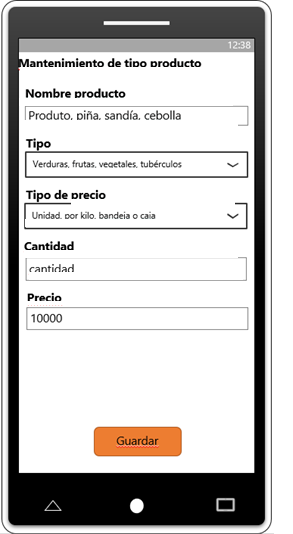 12:38
Mantenimiento de tipo producto
Nombre producto
Produto, piña, sandía, cebolla
Tipo
Verduras, frutas, vegetales, tubérculos
Tipo de precio
Unidad, por kilo, bandeja o caja
Cantidad
cantidad
Precio
10000
Guardar